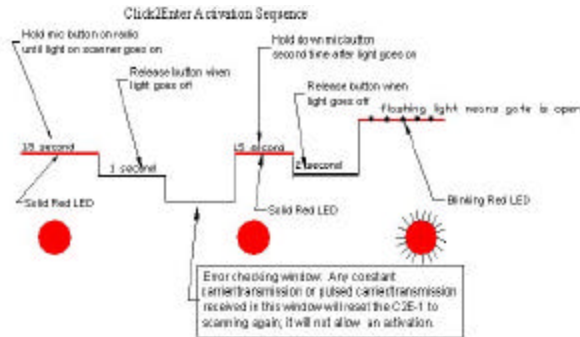 Click2Enter Activation Sequence
Hold mic button on radio
until light on scanner goes on
Hold down mic button
second time after light goes on
Release button when
light goes off
Release button when
light goes off
flashing light means gate is open
second
1 second
second
second
Solid Red LED
Solid Red LED
Blinking Red LED
Error checking window. Any constant
carrier transmission or pulsed carrier transmission
received in this window will reset the C2E-1 to
scanning again, it will not allow an activation.